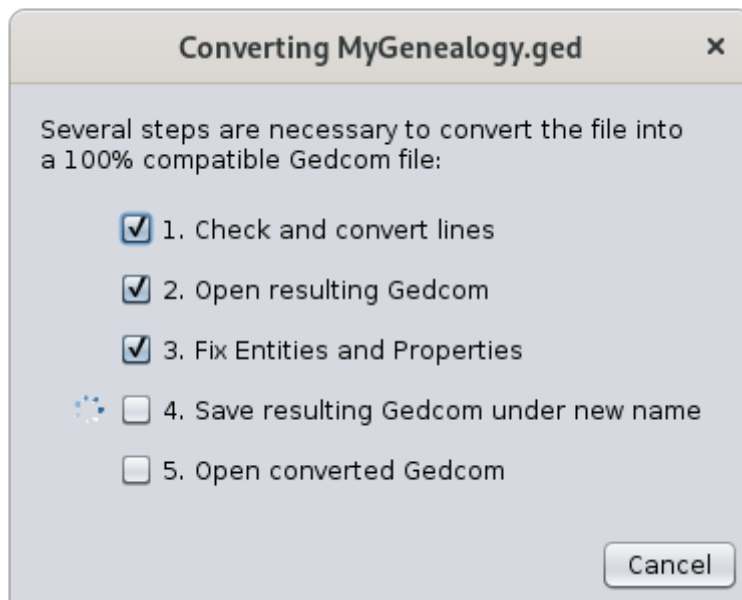 Converting MyGenealogy.ged
Several steps are necessary to convert the file into
a 100% compatible Gedcom file:
1. Check and convert lines
2. Open resulting Gedcom
3. Fix Entities and Properties
4. Save resulting Gedcom under new name
5. Open converted Gedcom
Cancel